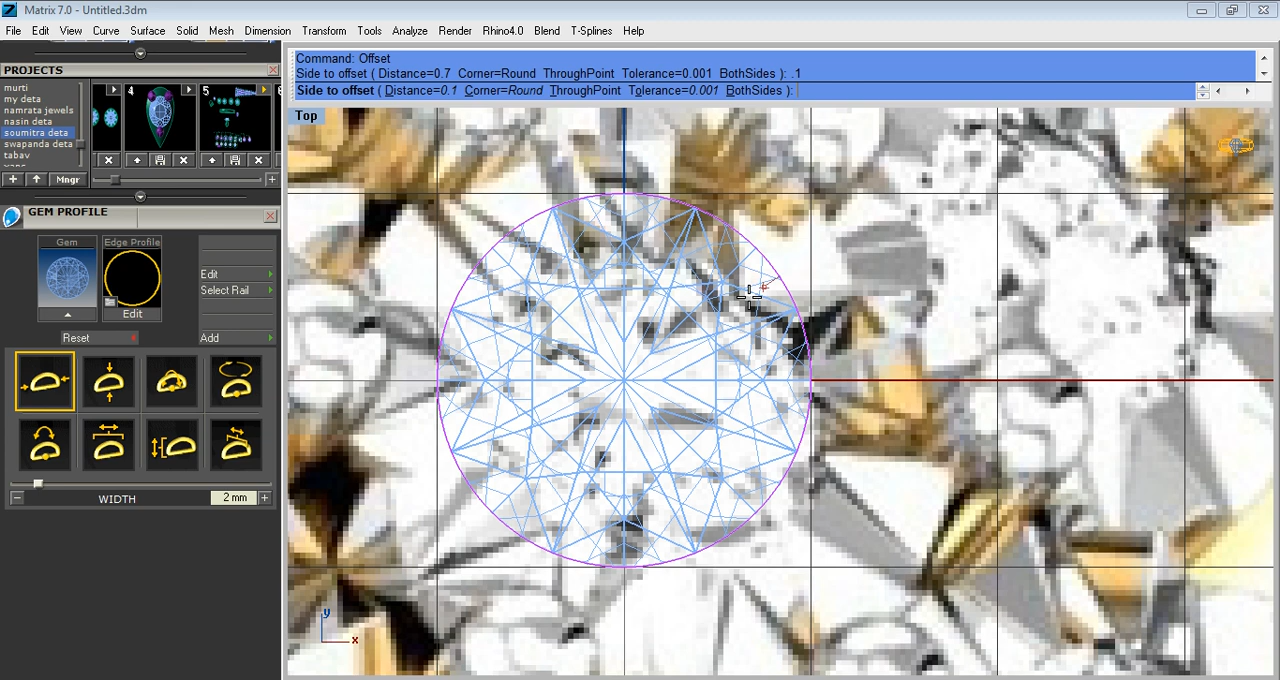 Matrix 7.0 - Untitled.3dm
File Edit View Curve Surface Solid Mesh Dimension Transform Tools Analyze Render Rhino4.0 Blend T-Splines Help
Command: Offset
Side to offset ( Distance=0.7 Corner=Round ThroughPoint Tolerance=0.001 BothSides ): .1
Side to offset ( Distance=0.1 Corner=Round ThroughPoint Tolerance=0.001 BothSides ):
PROJECTS
murti
my deta
namrata jewels
nasin deta
soumitra deta
swapanda deta
tabav
4
5
Mngr
GEM PROFILE
Gem
Edge Profile
Edit
Edit
Select Rail
Reset
Add
WIDTH
2 mm
Top
y
x